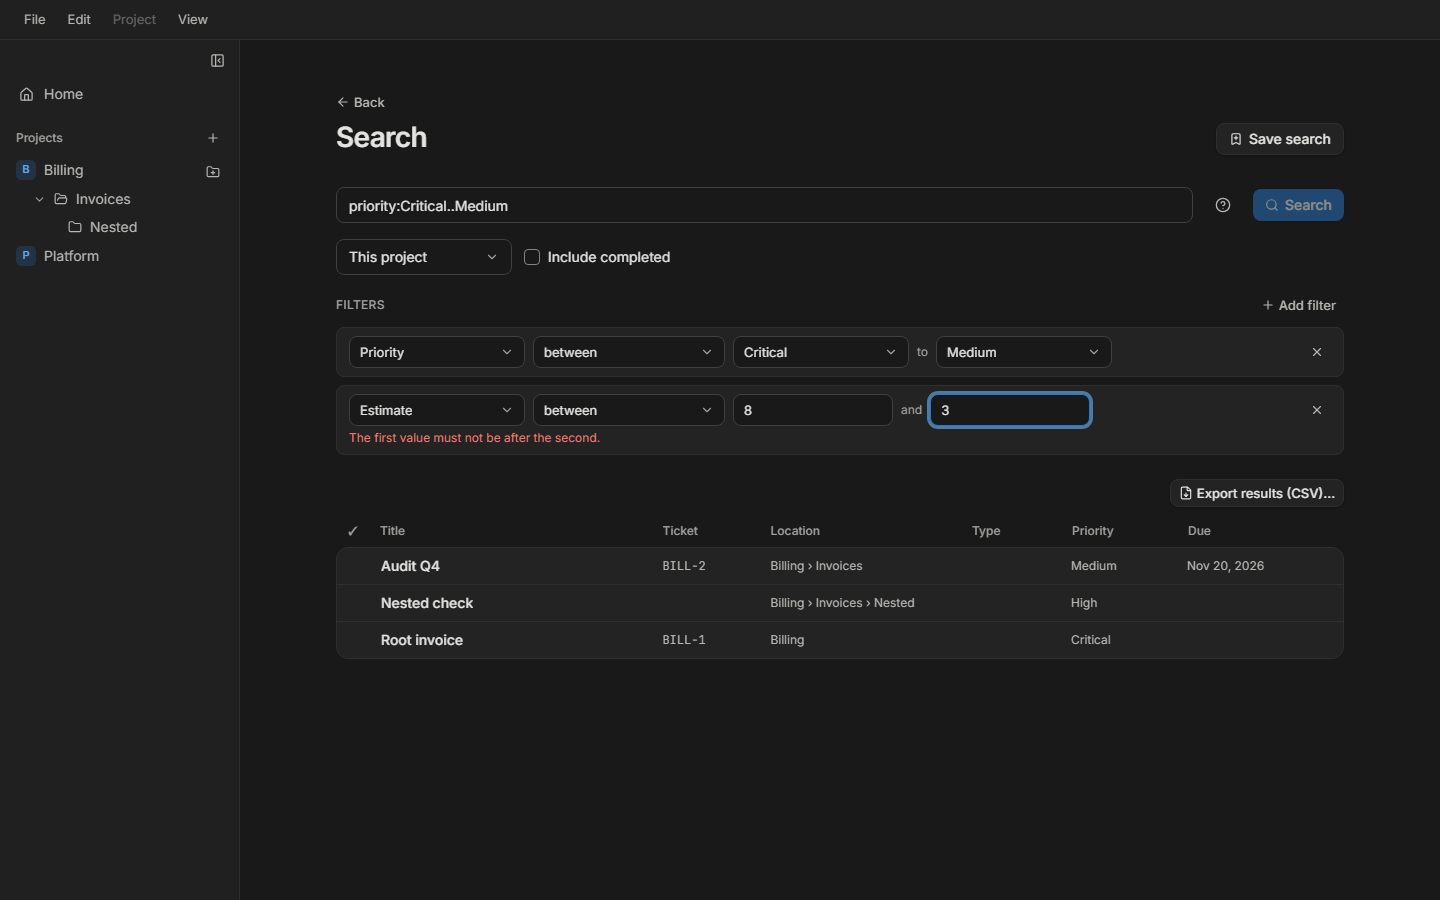 File Edit Project View
Home
Projects
B Billing
Invoices
Nested
P Platform
Back
Search
Save search
priority:Critical..Medium
Search
This project
Include completed
FILTERS
Add filter
Priority between Critical to Medium
Estimate between 8 and 3
The first value must not be after the second.
Export results (CSV)...
✓ Title Ticket Location Type Priority Due
Audit Q4 BILL-2 Billing › Invoices Medium Nov 20, 2026
Nested check Billing › Invoices › Nested High
Root invoice BILL-1 Billing Critical